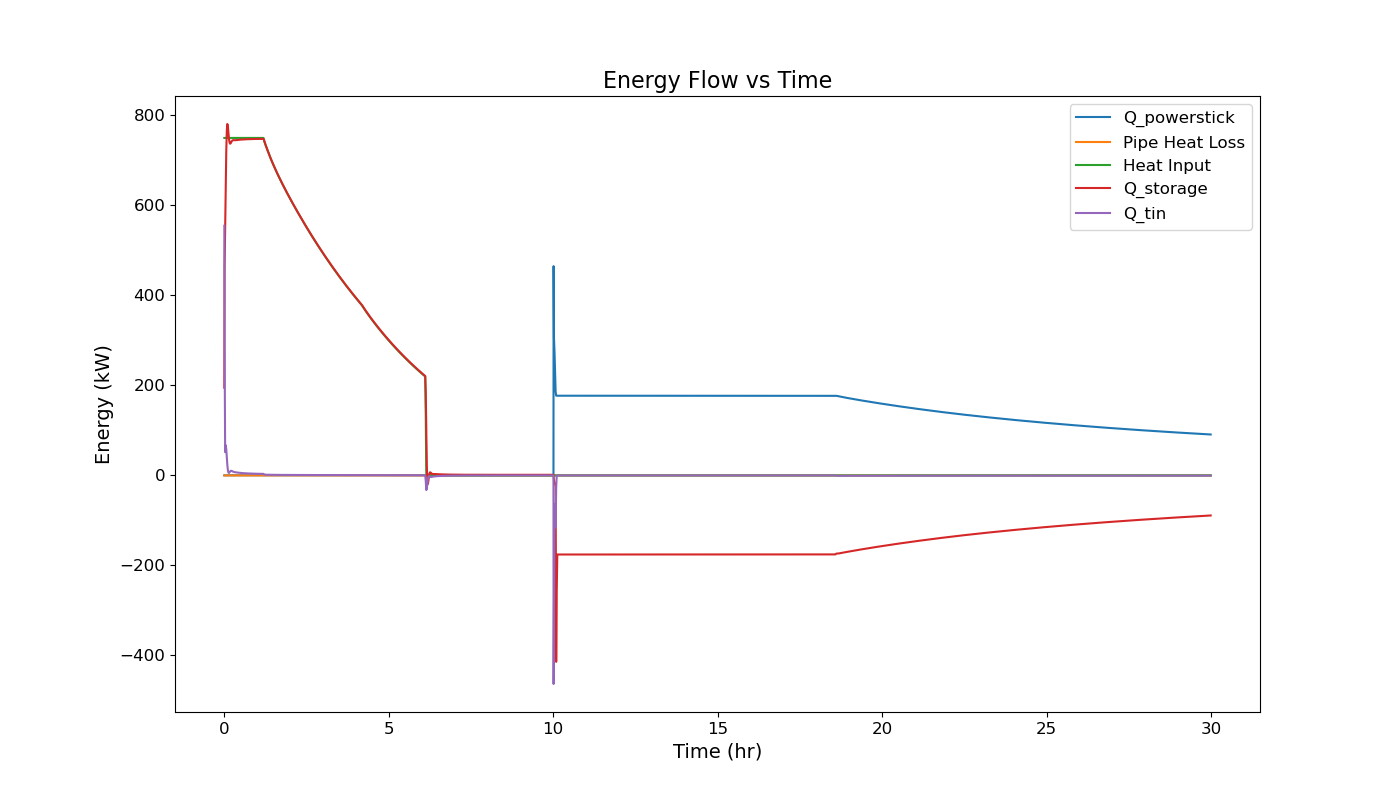 Energy Flow vs Time
Energy (kW)
800
600
400
200
0
−200
−400
Q_powerstick
Pipe Heat Loss
Heat Input
Q_storage
Q_tin
0 5 10 15 20 25 30
Time (hr)